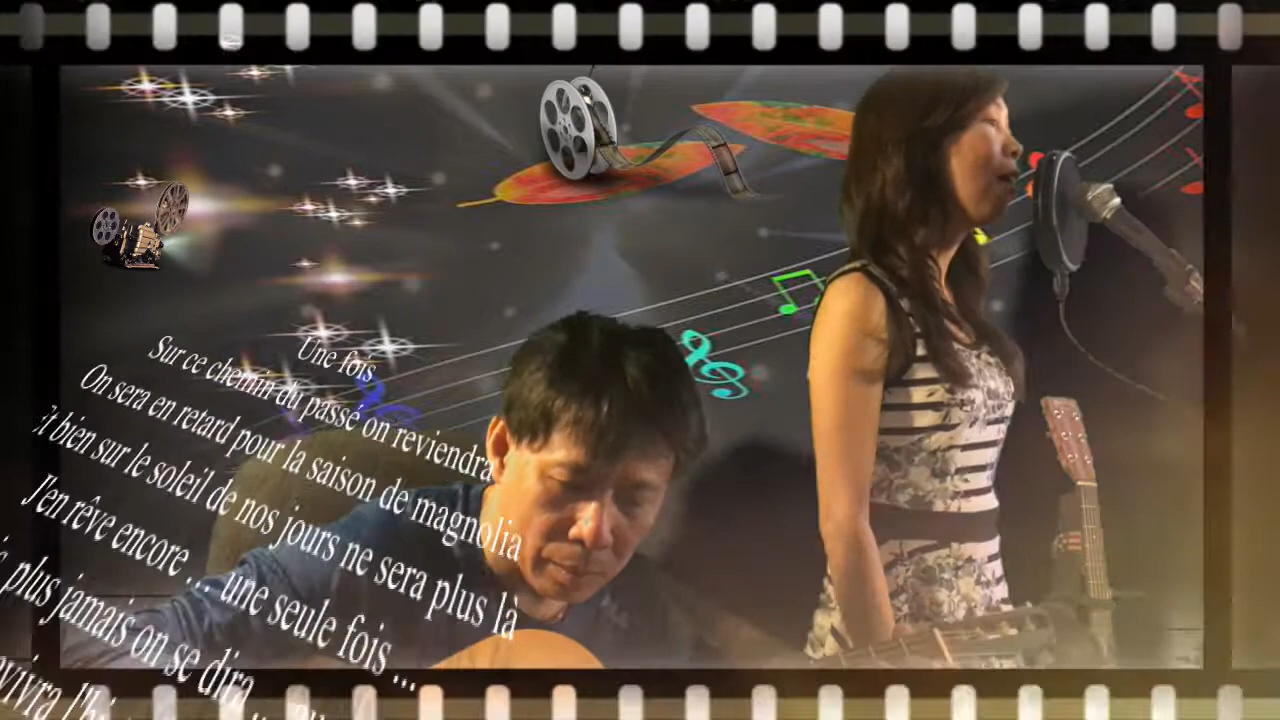 Une fois
Sur ce chemin du passé on reviendra
On sera en retard pour la saison de magnolia
Et bien sur le soleil de nos jours ne sera plus là
J'en rêve encore ... une seule fois ...
plus jamais on se dira ...